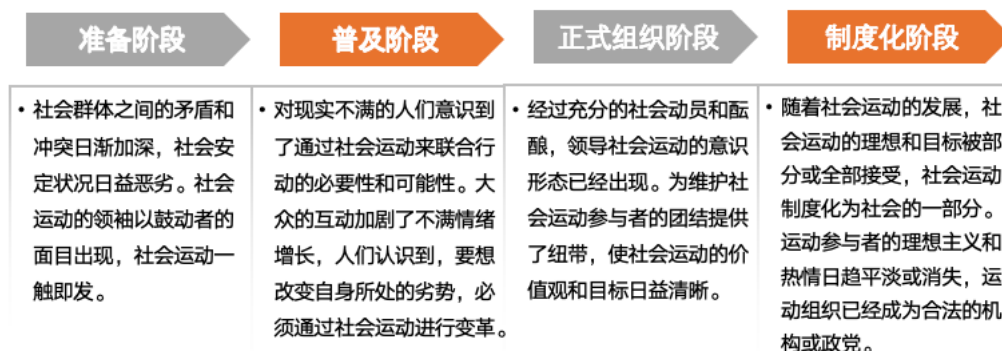 准备阶段
普及阶段
正式组织阶段
制度化阶段
• 社会群体之间的矛盾和
冲突日渐加深，社会安
定状况日益恶劣。社会
运动的领袖以鼓动者的
面目出现，社会运动一
触即发。
• 对现实不满的人们意识到
了通过社会运动来联合行
动的必要性和可能性。大
众的互动加剧了不满情绪
增长，人们认识到，要想
改变自身所处的劣势，必
须通过社会运动进行变革。
• 经过充分的社会动员和酝
酿，领导社会运动的意识
形态已经出现。为维护社
会运动参与者的团结提供
了纽带，使社会运动的价
值观和目标日益清晰。
• 随着社会运动的发展，社
会运动的理想和目标被部
分或全部接受，社会运动
制度化为社会的一部分。
运动参与者的理想主义和
热情日趋平淡或消失，运
动组织已经成为合法的机
构或政党。